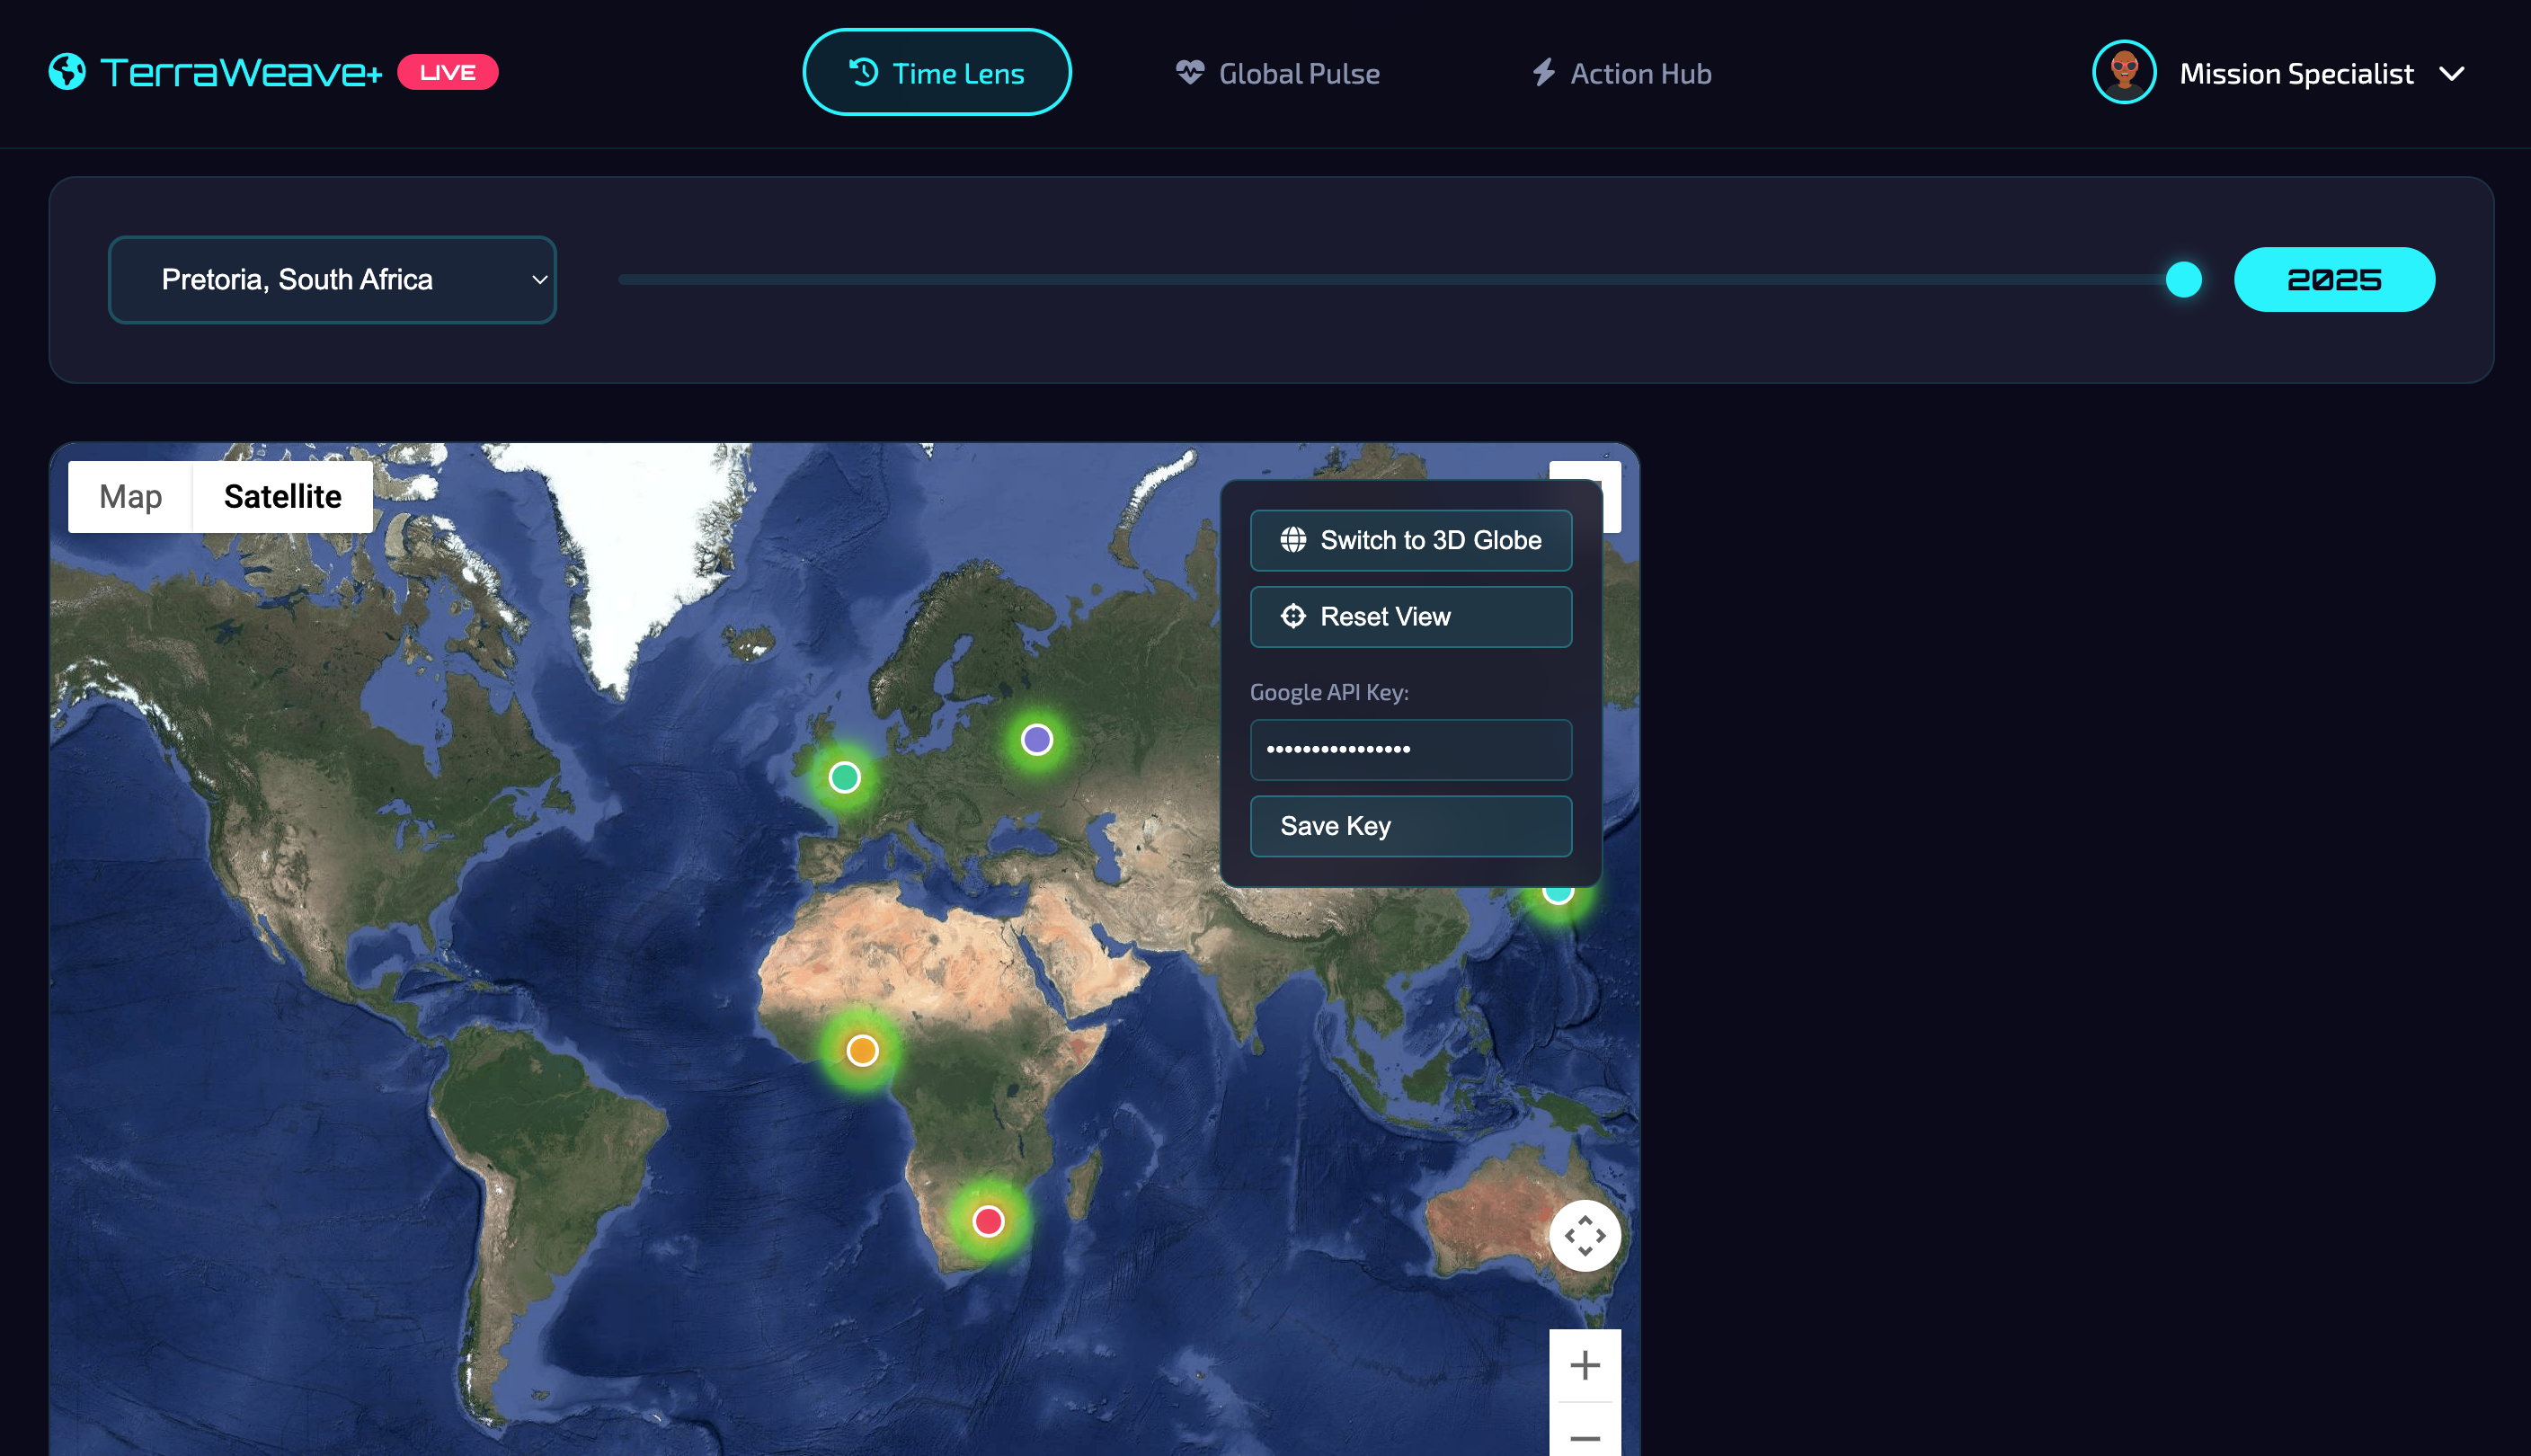 TerraWeave+ LIVE
Time Lens
Global Pulse
Action Hub
Mission Specialist
Pretoria, South Africa
2025
Map
Satellite
Switch to 3D Globe
Reset View
Google API Key:
••••••••••••••••
Save Key